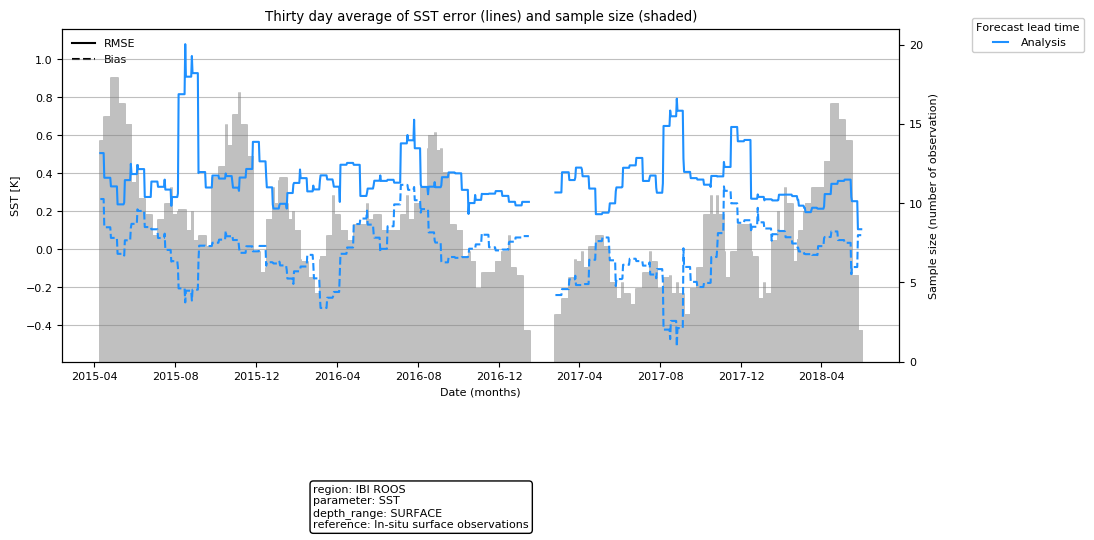 Thirty day average of SST error (lines) and sample size (shaded)
Forecast lead time
Analysis
RMSE
Bias
SST [K]
1.0
0.8
0.6
0.4
0.2
0.0
−0.2
−0.4
20
15
10
5
0
Sample size (number of observation)
2015-04 2015-08 2015-12 2016-04 2016-08 2016-12 2017-04 2017-08 2017-12 2018-04
Date (months)
region: IBI ROOS
parameter: SST
depth_range: SURFACE
reference: In-situ surface observations